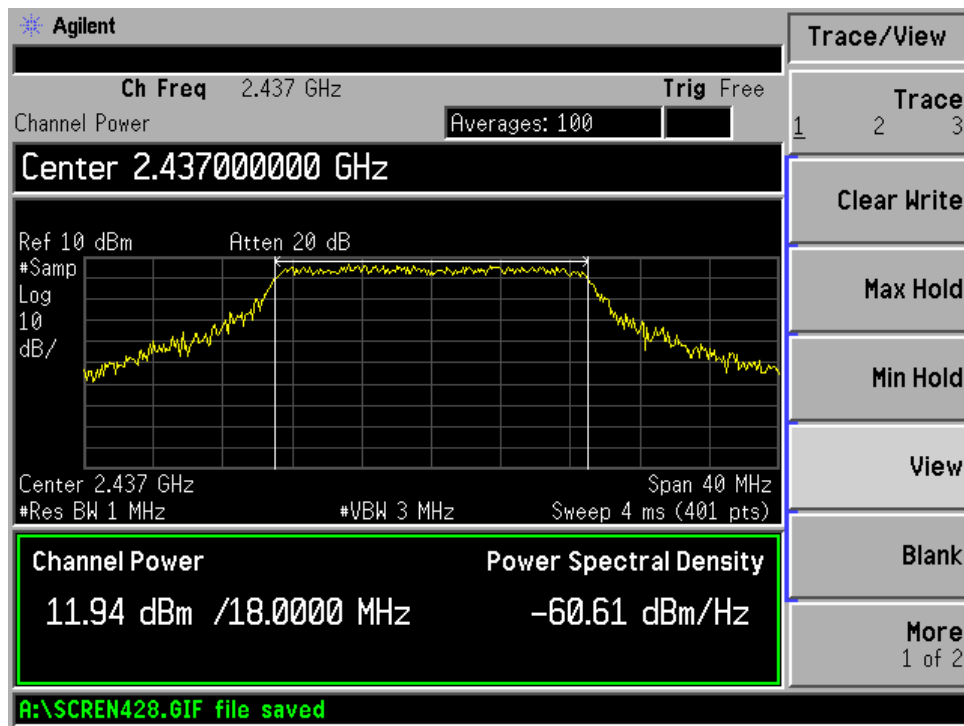 Agilent
Ch Freq 2.437 GHz Trig Free
Channel Power Averages: 100
Center 2.437000000 GHz
Ref 10 dBm Atten 20 dB
#Samp
Log
10
dB/
Center 2.437 GHz Span 40 MHz
#Res BW 1 MHz #VBW 3 MHz Sweep 4 ms (401 pts)
Channel Power Power Spectral Density
11.94 dBm /18.0000 MHz -60.61 dBm/Hz
A:\SCREN428.GIF file saved
Trace/View
Trace
1 2 3
Clear Write
Max Hold
Min Hold
View
Blank
More
1 of 2